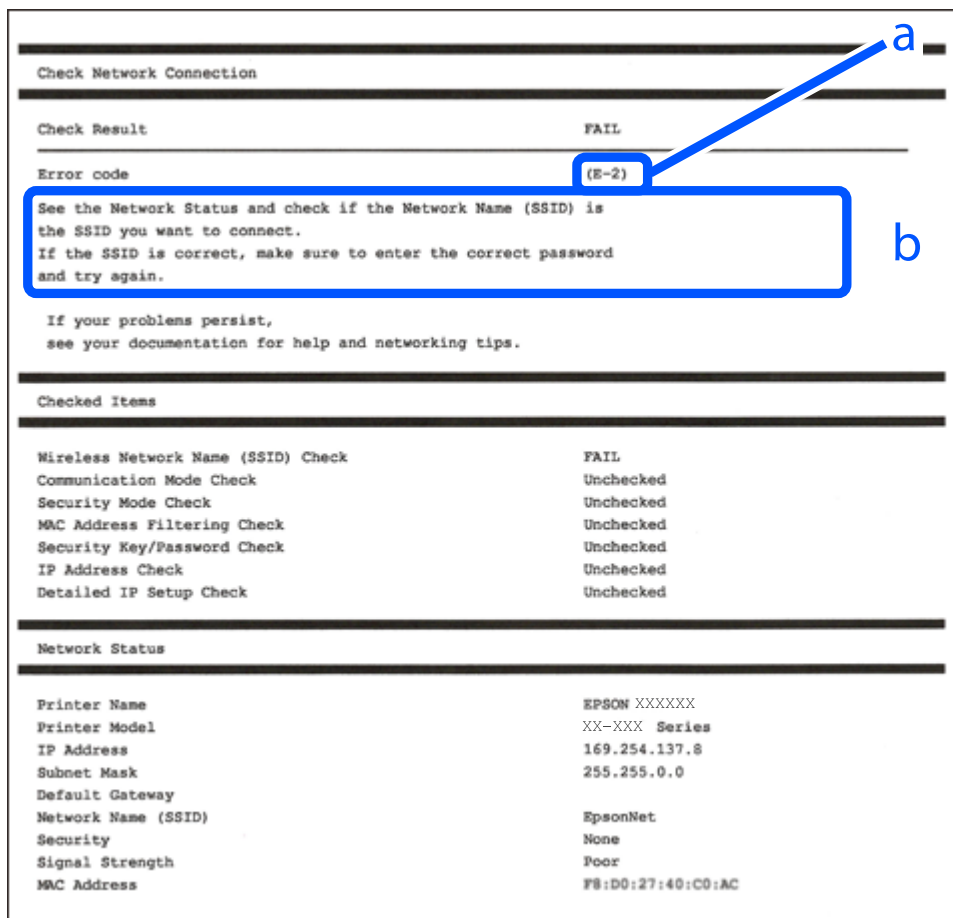 a
Check Network Connection
Check Result FAIL
Error code (E-2)
See the Network Status and check if the Network Name (SSID) is
the SSID you want to connect.
If the SSID is correct, make sure to enter the correct password
and try again.
b
If your problems persist,
see your documentation for help and networking tips.
Checked Items
Wireless Network Name (SSID) Check FAIL
Communication Mode Check Unchecked
Security Mode Check Unchecked
MAC Address Filtering Check Unchecked
Security Key/Password Check Unchecked
IP Address Check Unchecked
Detailed IP Setup Check Unchecked
Network Status
Printer Name EPSON XXXXXX
Printer Model XX-XXX Series
IP Address 169.254.137.8
Subnet Mask 255.255.0.0
Default Gateway
Network Name (SSID) EpsonNet
Security None
Signal Strength Poor
MAC Address F8:D0:27:40:C0:AC